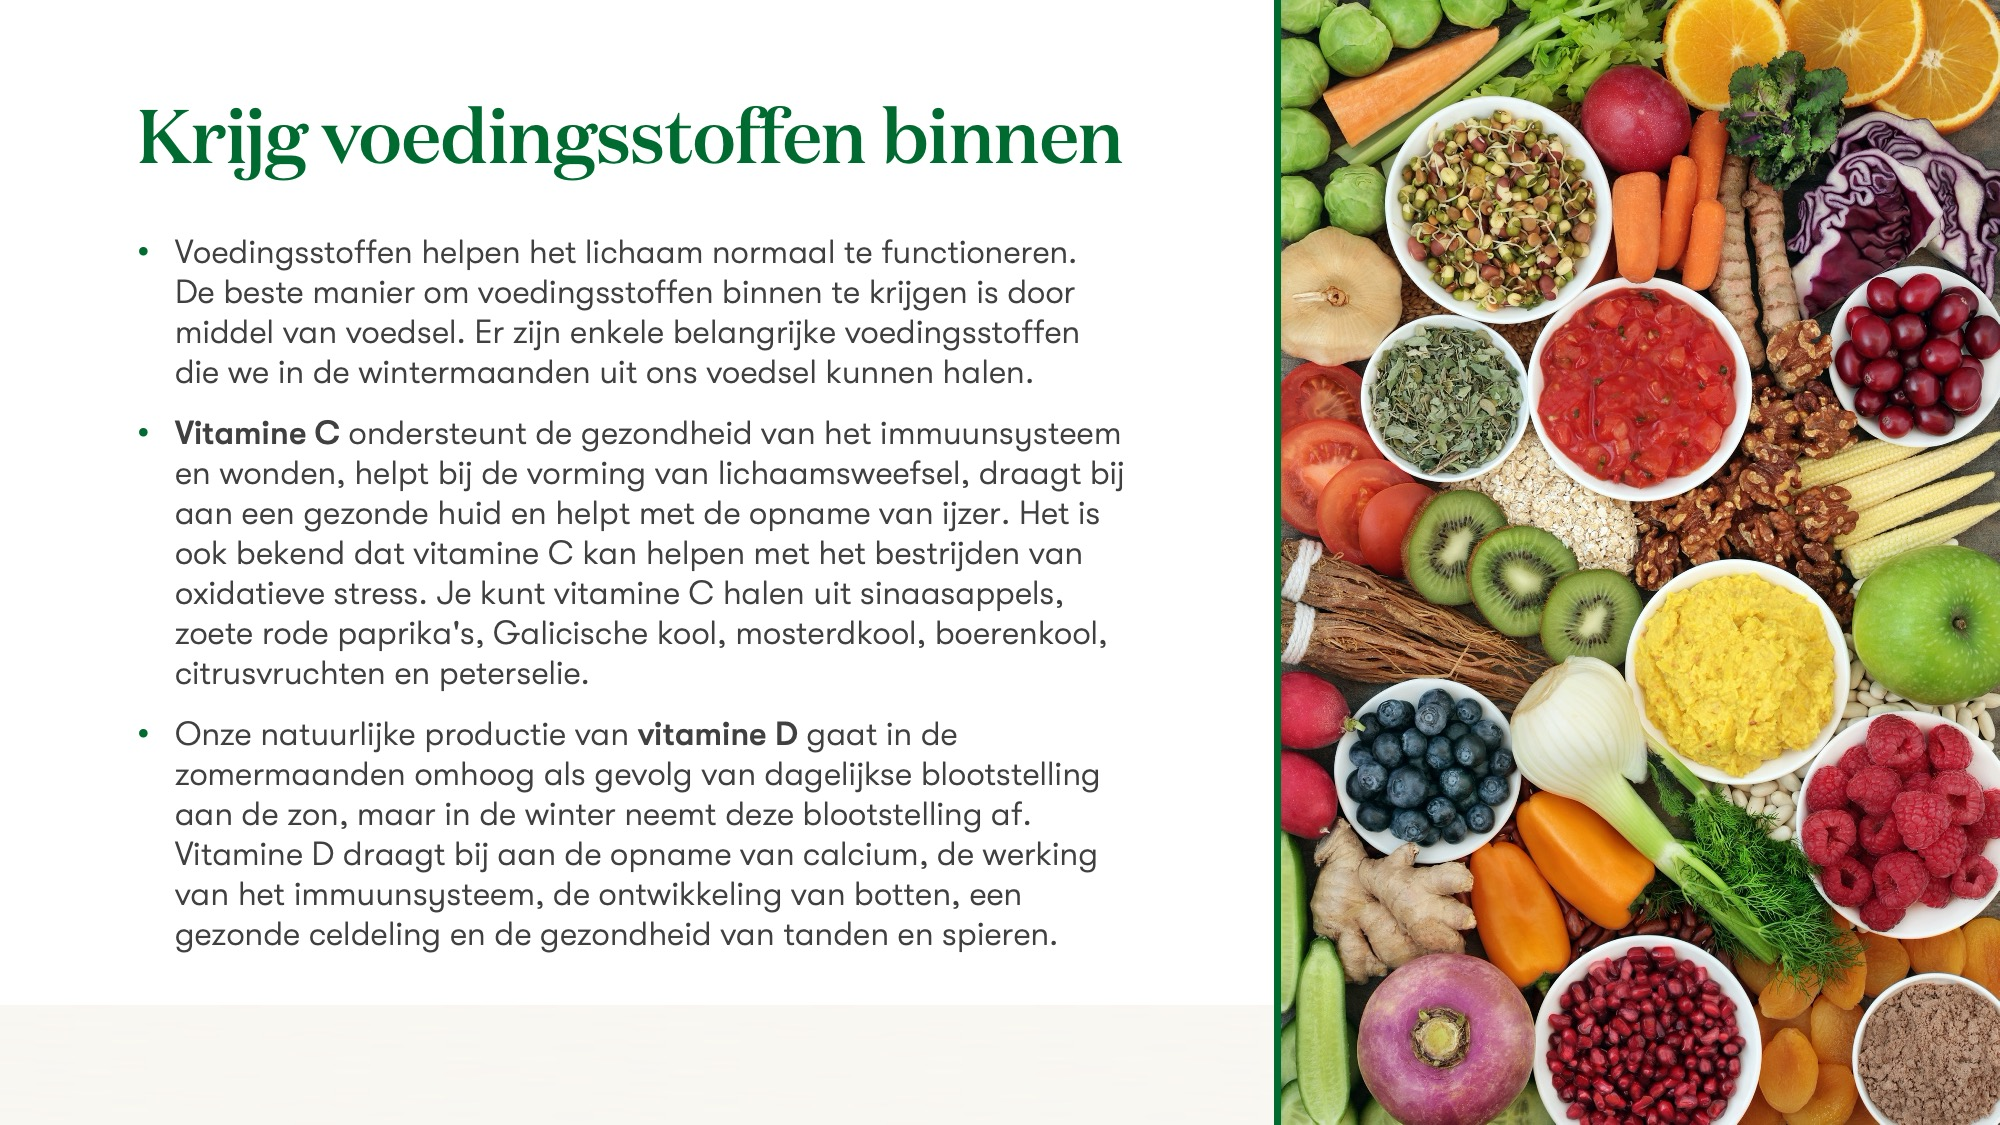 Krijg voedingsstoffen binnen
• Voedingsstoffen helpen het lichaam normaal te functioneren.
De beste manier om voedingsstoffen binnen te krijgen is door
middel van voedsel. Er zijn enkele belangrijke voedingsstoffen
die we in de wintermaanden uit ons voedsel kunnen halen.
• Vitamine C ondersteunt de gezondheid van het immuunsysteem
en wonden, helpt bij de vorming van lichaamsweefsel, draagt bij
aan een gezonde huid en helpt met de opname van ijzer. Het is
ook bekend dat vitamine C kan helpen met het bestrijden van
oxidatieve stress. Je kunt vitamine C halen uit sinaasappels,
zoete rode paprika's, Galicische kool, mosterdkool, boerenkool,
citrusvruchten en peterselie.
• Onze natuurlijke productie van vitamine D gaat in de
zomermaanden omhoog als gevolg van dagelijkse blootstelling
aan de zon, maar in de winter neemt deze blootstelling af.
Vitamine D draagt bij aan de opname van calcium, de werking
van het immuunsysteem, de ontwikkeling van botten, een
gezonde celdeling en de gezondheid van tanden en spieren.